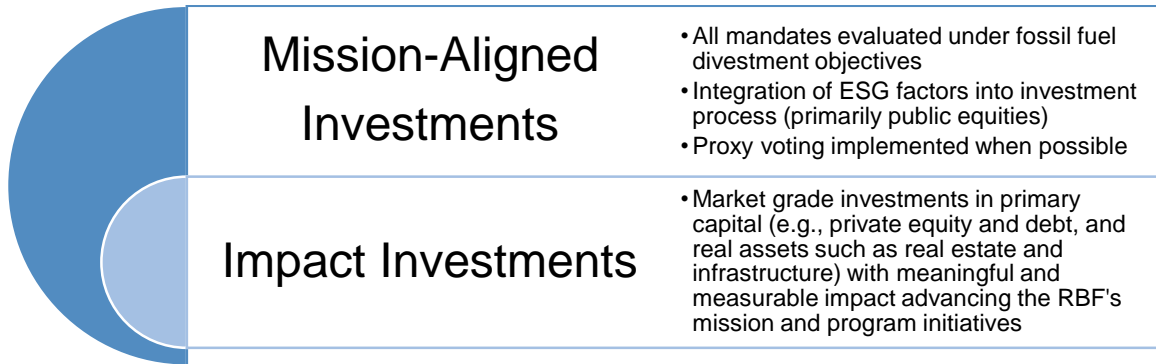 Mission-Aligned
Investments
• All mandates evaluated under fossil fuel
divestment objectives
• Integration of ESG factors into investment
process (primarily public equities)
• Proxy voting implemented when possible
Impact Investments
• Market grade investments in primary
capital (e.g., private equity and debt, and
real assets such as real estate and
infrastructure) with meaningful and
measurable impact advancing the RBF's
mission and program initiatives